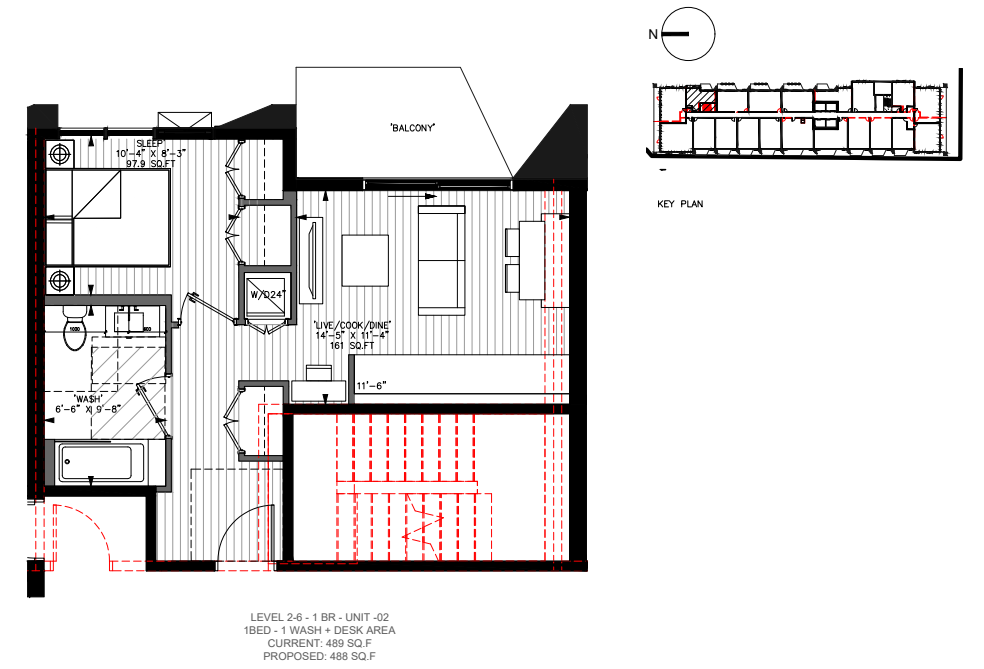 N
"BALCONY"
"SLEEP"
10'-4" X 8'-3"
97.9 SQ.FT
KEY PLAN
W/D24"
"LIVE/COOK/DINE"
14'-5" X 11'-4"
161 SQ.FT
1000
900
11'-6"
"WASH"
6'-6" X 9'-8"
LEVEL 2-6 - 1 BR - UNIT -02
1BED - 1 WASH + DESK AREA
CURRENT: 489 SQ.F
PROPOSED: 488 SQ.F